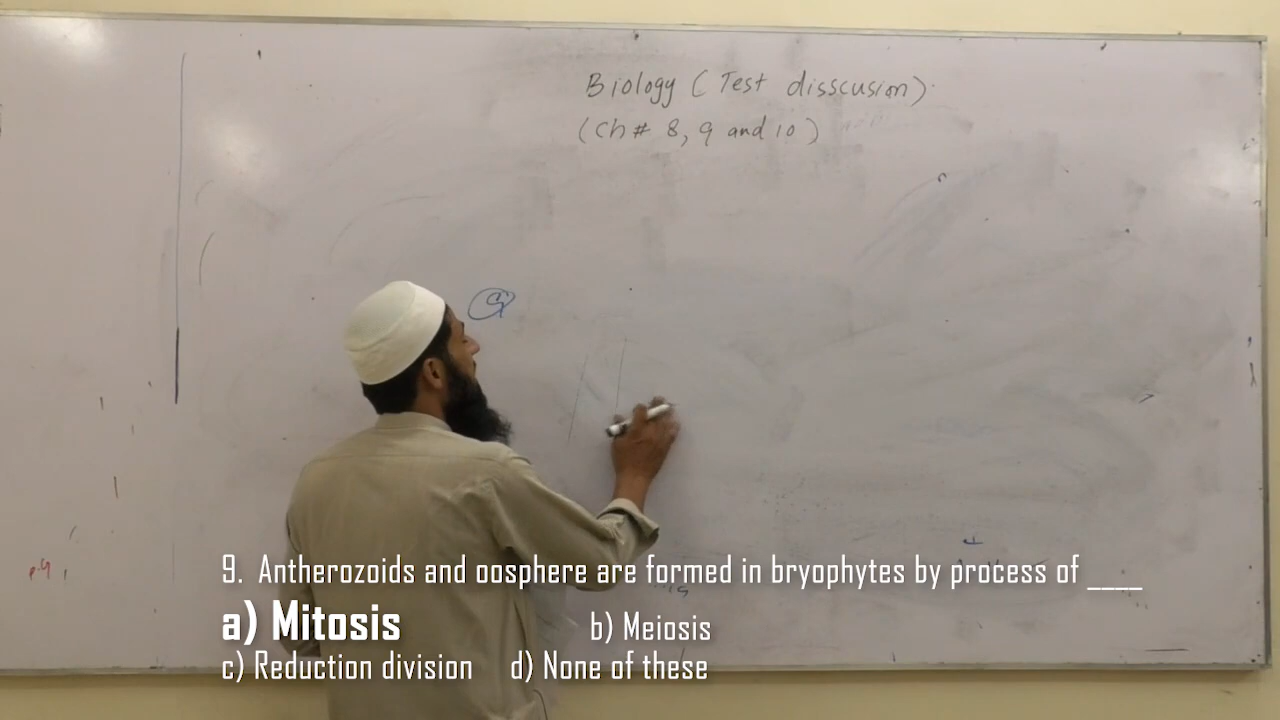 Biology (Test disscusion)
(Ch # 8, 9 and 10)
9. Antherozoids and oosphere are formed in bryophytes by process of ____
a) Mitosis b) Meiosis
c) Reduction division d) None of these